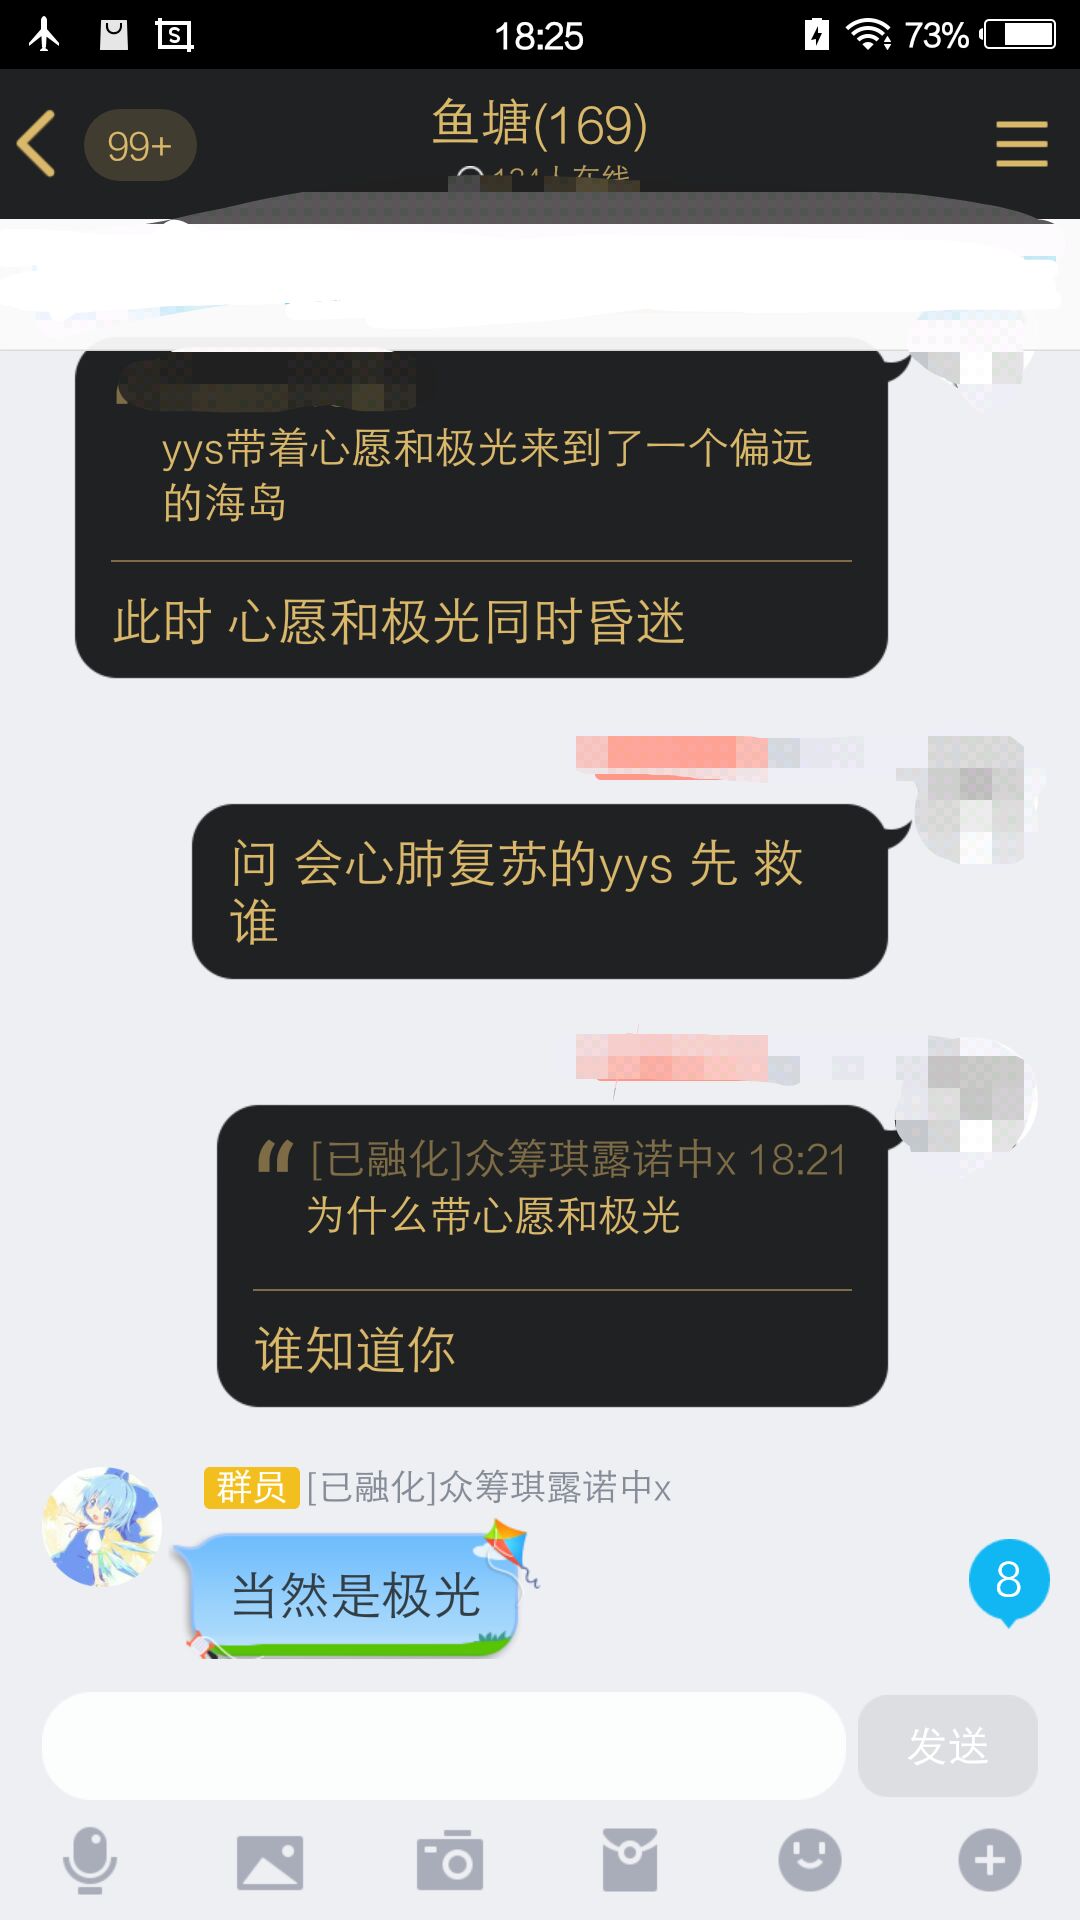 18:25
73%
99+
鱼塘(169)
yys带着心愿和极光来到了一个偏远
的海岛
此时 心愿和极光同时昏迷
问 会心肺复苏的yys 先 救
谁
[已融化]众筹琪露诺中x 18:21
为什么带心愿和极光
谁知道你
群员 [已融化]众筹琪露诺中x
当然是极光
8
发送